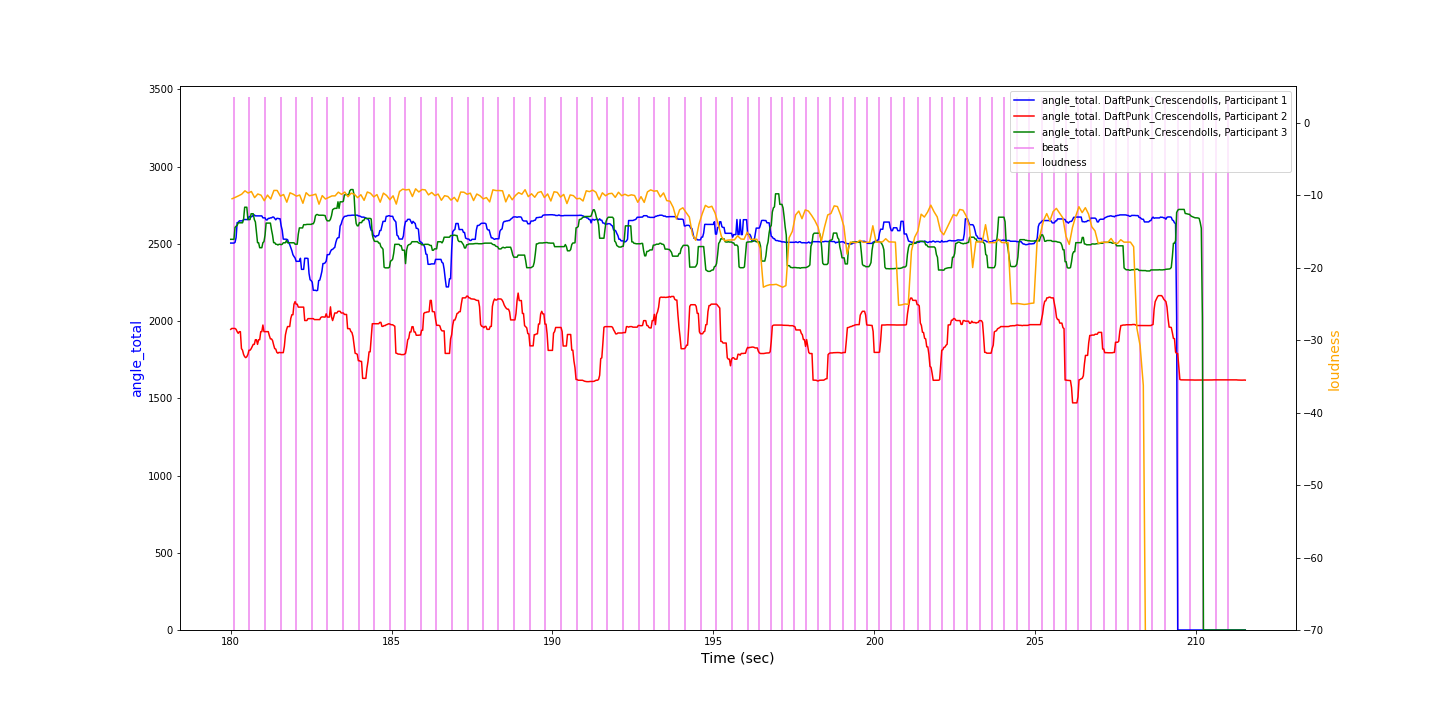 angle_total. DaftPunk_Crescendolls, Participant 1
angle_total. DaftPunk_Crescendolls, Participant 2
angle_total. DaftPunk_Crescendolls, Participant 3
beats
loudness
3500
3000
2500
2000
1500
1000
500
0
angle_total
0
−10
−20
−30
−40
−50
−60
−70
loudness
180
185
190
195
200
205
210
Time (sec)